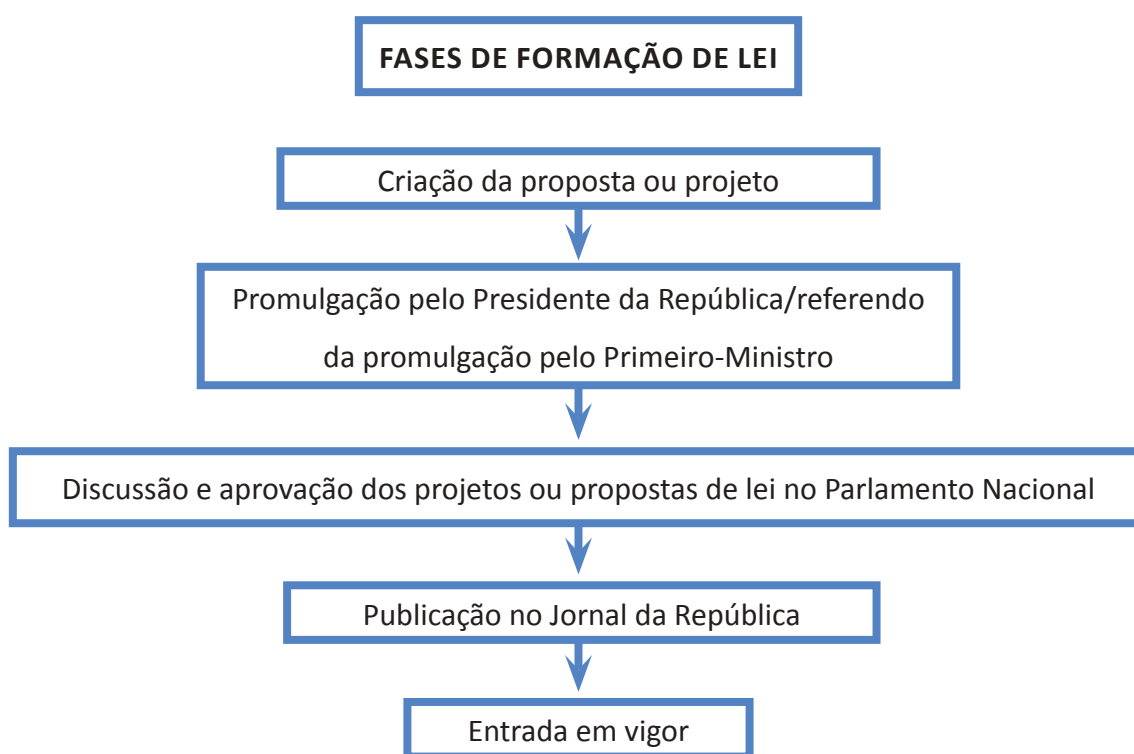 FASES DE FORMAÇÃO DE LEI
Criação da proposta ou projeto
Promulgação pelo Presidente da República/referendo
da promulgação pelo Primeiro-Ministro
Discussão e aprovação dos projetos ou propostas de lei no Parlamento Nacional
Publicação no Jornal da República
Entrada em vigor